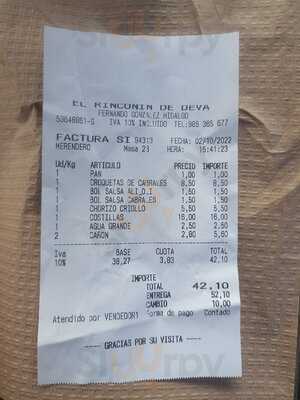 EL RINCONIN DE DEVA
FERNANDO GONZALEZ HIDALGO
53648861-G IVA 10% INCLUIDO TEL:985 365 677
FACTURA SI 94313 FECHA: 02/10/2022
MERENDERO Mesa 23 HORA: 15:41:23
Ud/Kg ARTICULO PRECIO IMPORTE
1 PAN 1,00 1,00
1 CROQUETAS DE CABRALES 8,50 8,50
1 BOL SALSA ALI.O.I 1,50 1,50
1 BOL SALSA CABRALES 1,50 1,50
1 CHORIZO CRIOLLO 5,50 5,50
1 COSTILLAS 16,00 16,00
1 AGUA GRANDE 2,50 2,50
2 CAÑON 2,80 5,60
Iva BASE CUOTA TOTAL
10% 38,27 3,83 42,10
IMPORTE
TOTAL 42,10
ENTREGA 52,10
CAMBIO 10,00
Atendido por VENDEDOR1 Forma de pago Contado
---- GRACIAS POR SU VISITA ----